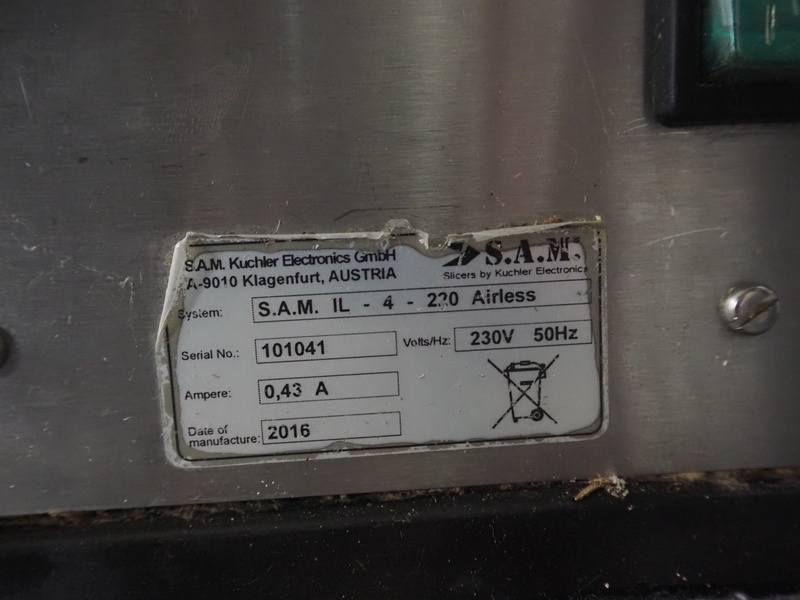 S.A.M. Kuchler Electronics GmbH
A-9010 Klagenfurt, AUSTRIA
S.A.M.
Slicers by Kuchler Electronics
System: S.A.M. IL - 4 - 220 Airless
Serial No.: 101041
Volts/Hz: 230V 50Hz
Ampere: 0,43 A
Date of
manufacture: 2016